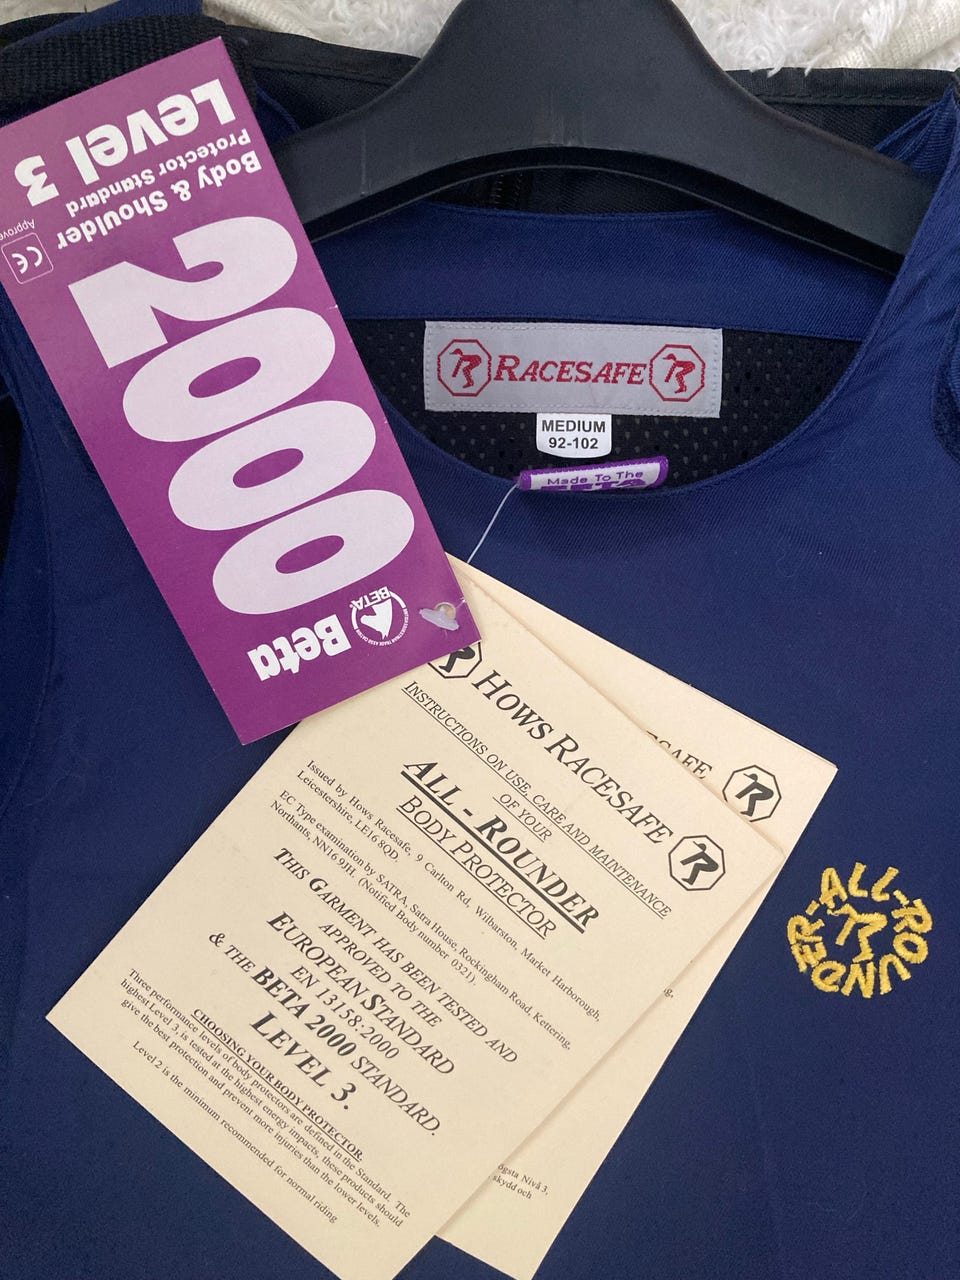 Level 3
Body & Shoulder
Protector Standard
CE
2000
Beta
BETA
RACESAFE
MEDIUM
92-102
Made To The
HOWS RACESAFE
INSTRUCTIONS ON USE, CARE AND MAINTENANCE
OF YOUR
ALL - ROUNDER
BODY PROTECTOR
Issued by Hows Racesafe, 9 Carlton Rd, Wilbarston, Market Harborough,
Leicestershire, LE16 8QD.
EC Type examination by SATRA, Satra House, Rockingham Road, Kettering,
Northants, NN16 9JH. (Notified Body number 0321).
THIS GARMENT HAS BEEN TESTED AND
APPROVED TO THE
EUROPEAN STANDARD
EN 13158:2000
& THE BETA 2000 STANDARD.
LEVEL 3.
CHOOSING YOUR BODY PROTECTOR.
Three performance levels of body protectors are defined in the Standard. The
highest Level 3, is tested at the highest energy impacts, these products should
give the best protection and prevent more injuries than the lower levels.
Level 2 is the minimum recommended for normal riding
ögsta Nivå 3,
skydd och
ALL-ROUNDER-